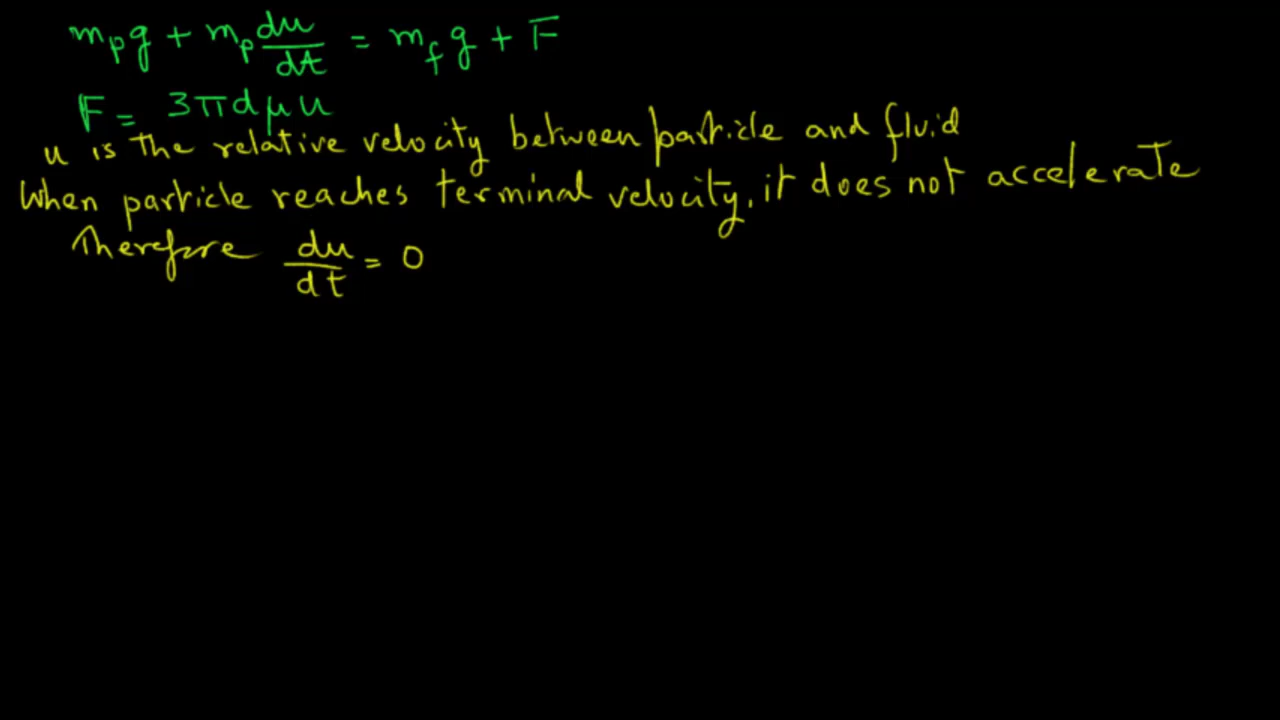 m_p g + m_p du/dt = m_f g + F
F = 3πdμu
u is the relative velocity between particle and fluid
When particle reaches terminal velocity, it does not accelerate
Therefore du/dt = 0